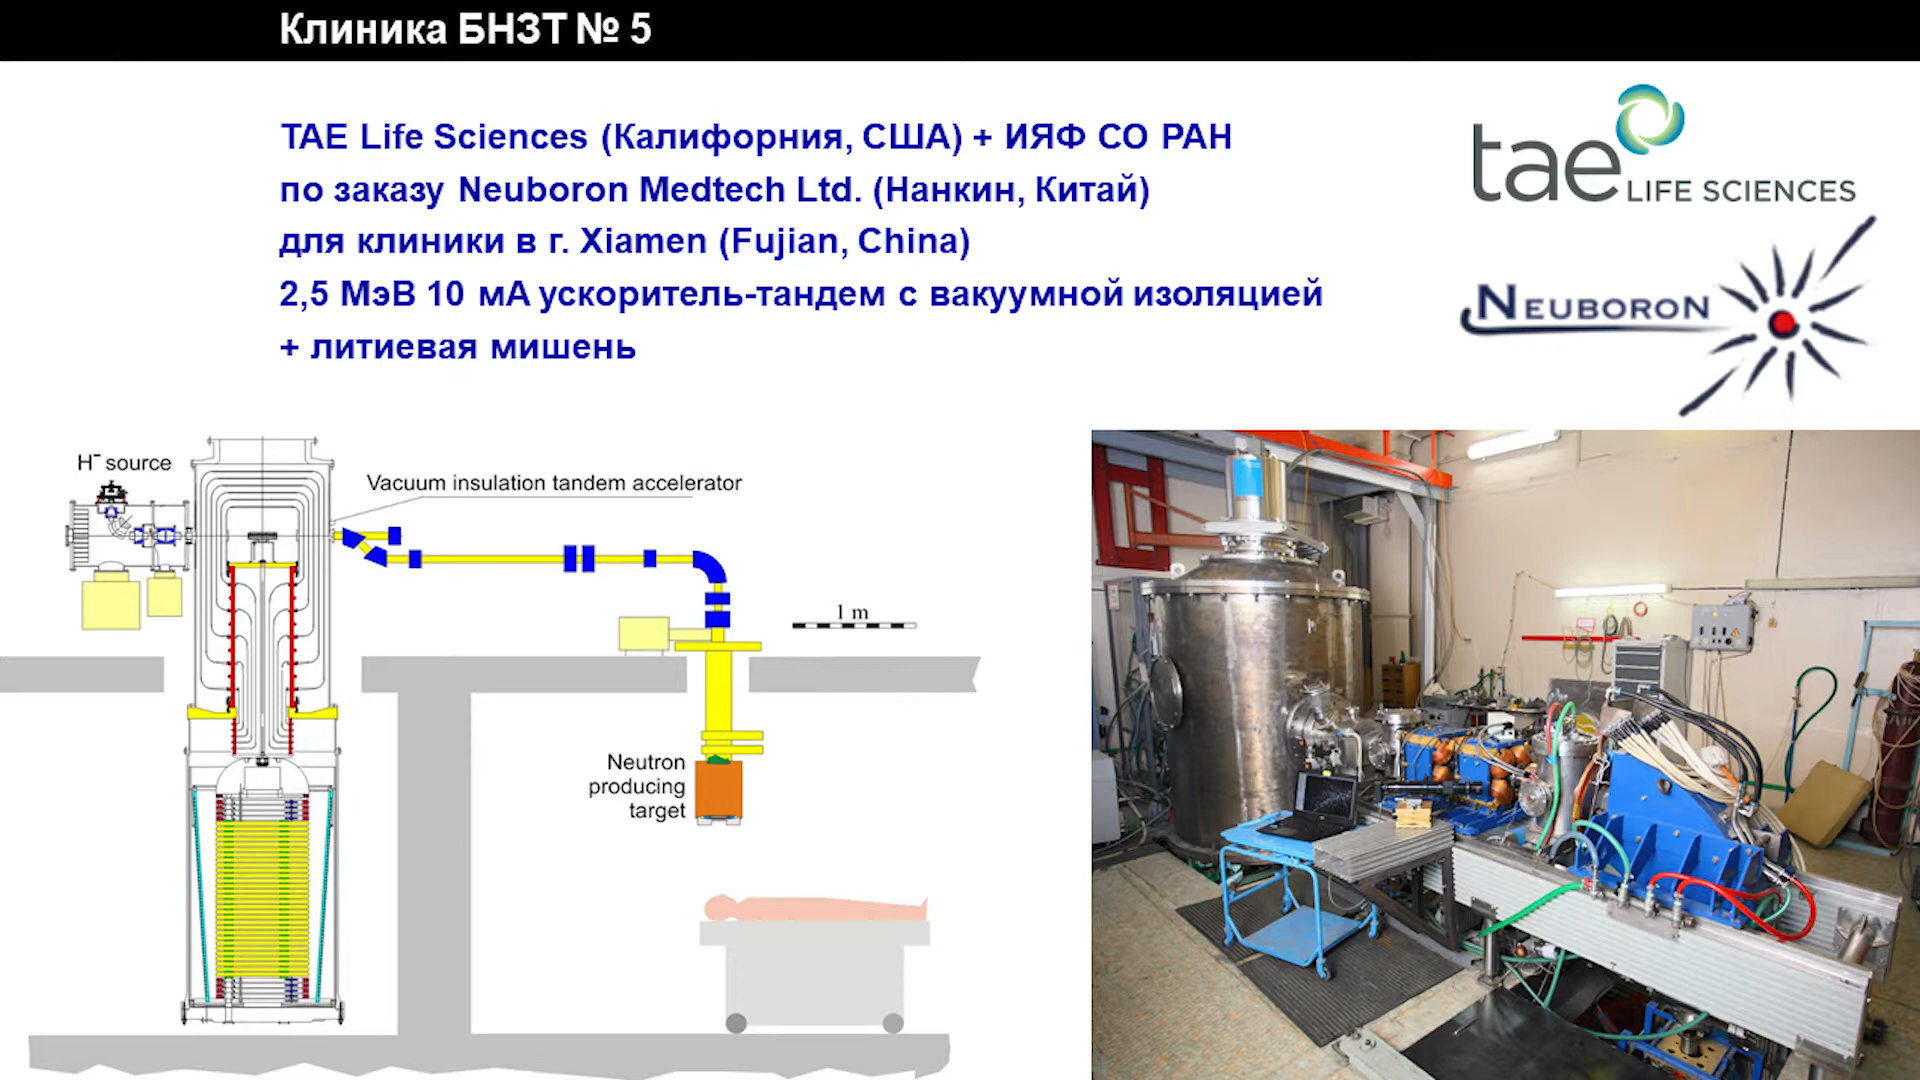 Клиника БНЗТ № 5
TAE Life Sciences (Калифорния, США) + ИЯФ СО РАН
по заказу Neuboron Medtech Ltd. (Нанкин, Китай)
для клиники в г. Xiamen (Fujian, China)
2,5 МэВ 10 мА ускоритель-тандем с вакуумной изоляцией
+ литиевая мишень
tae LIFE SCIENCES
NEUBORON
H⁻ source
Vacuum insulation tandem accelerator
1 m
Neutron
producing
target